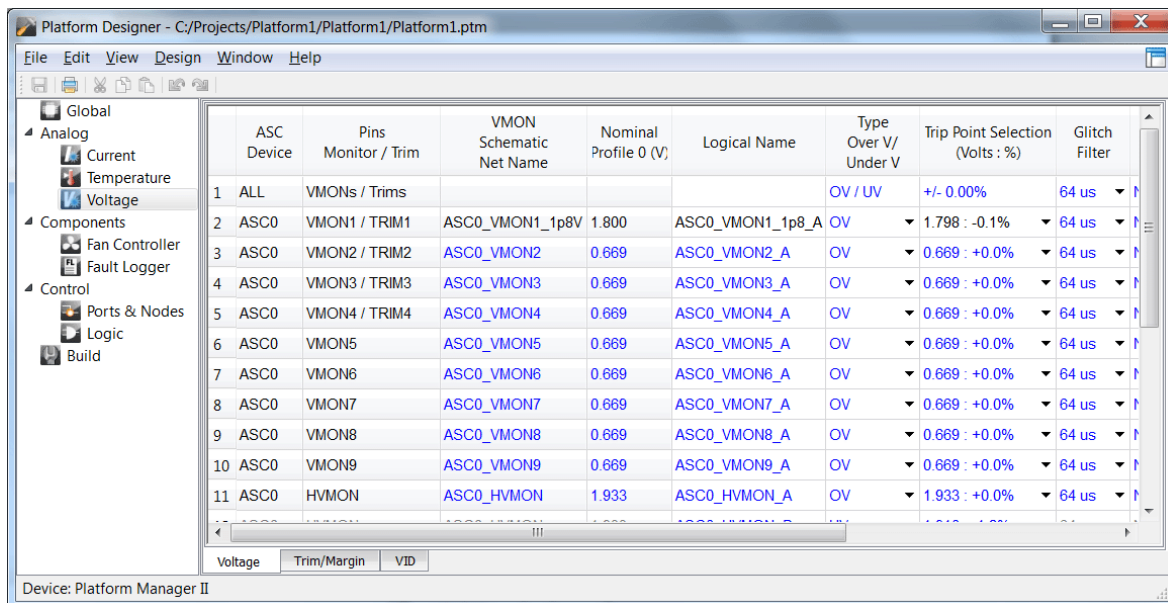 Platform Designer - C:/Projects/Platform1/Platform1/Platform1.ptm
File Edit View Design Window Help
Global
Analog
Current
Temperature
Voltage
Components
Fan Controller
Fault Logger
Control
Ports & Nodes
Logic
Build
ASC Device
Pins Monitor / Trim
VMON Schematic Net Name
Nominal Profile 0 (V)
Logical Name
Type Over V/ Under V
Trip Point Selection (Volts : %)
Glitch Filter
1 ALL VMONs / Trims OV / UV +/- 0.00% 64 us
2 ASC0 VMON1 / TRIM1 ASC0_VMON1_1p8V 1.800 ASC0_VMON1_1p8_A OV 1.798 : -0.1% 64 us
3 ASC0 VMON2 / TRIM2 ASC0_VMON2 0.669 ASC0_VMON2_A OV 0.669 : +0.0% 64 us
4 ASC0 VMON3 / TRIM3 ASC0_VMON3 0.669 ASC0_VMON3_A OV 0.669 : +0.0% 64 us
5 ASC0 VMON4 / TRIM4 ASC0_VMON4 0.669 ASC0_VMON4_A OV 0.669 : +0.0% 64 us
6 ASC0 VMON5 ASC0_VMON5 0.669 ASC0_VMON5_A OV 0.669 : +0.0% 64 us
7 ASC0 VMON6 ASC0_VMON6 0.669 ASC0_VMON6_A OV 0.669 : +0.0% 64 us
8 ASC0 VMON7 ASC0_VMON7 0.669 ASC0_VMON7_A OV 0.669 : +0.0% 64 us
9 ASC0 VMON8 ASC0_VMON8 0.669 ASC0_VMON8_A OV 0.669 : +0.0% 64 us
10 ASC0 VMON9 ASC0_VMON9 0.669 ASC0_VMON9_A OV 0.669 : +0.0% 64 us
11 ASC0 HVMON ASC0_HVMON 1.933 ASC0_HVMON_A OV 1.933 : +0.0% 64 us
Voltage Trim/Margin VID
Device: Platform Manager II